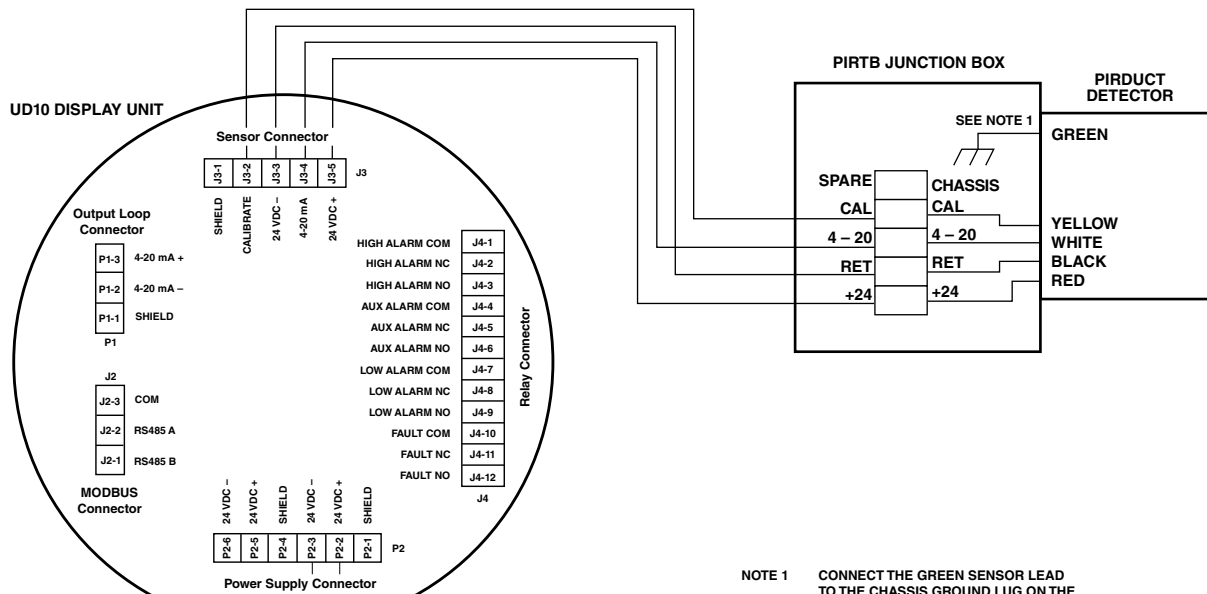 PIRTB JUNCTION BOX
PIRDUCT
DETECTOR
UD10 DISPLAY UNIT
Sensor Connector
J3-1
J3-2
J3-3
J3-4
J3-5
J3
SHIELD
CALIBRATE
24 VDC –
4-20 mA
24 VDC +
Output Loop
Connector
P1-3 4-20 mA +
P1-2 4-20 mA –
P1-1 SHIELD
P1
J2
J2-3 COM
J2-2 RS485 A
J2-1 RS485 B
MODBUS
Connector
HIGH ALARM COM J4-1
HIGH ALARM NC J4-2
HIGH ALARM NO J4-3
AUX ALARM COM J4-4
AUX ALARM NC J4-5
AUX ALARM NO J4-6
LOW ALARM COM J4-7
LOW ALARM NC J4-8
LOW ALARM NO J4-9
FAULT COM J4-10
FAULT NC J4-11
FAULT NO J4-12
J4
Relay Connector
24 VDC –
24 VDC +
SHIELD
24 VDC –
24 VDC +
SHIELD
P2-6
P2-5
P2-4
P2-3
P2-2
P2-1
P2
Power Supply Connector
SEE NOTE 1
GREEN
SPARE CHASSIS
CAL CAL YELLOW
4 – 20 4 – 20 WHITE
RET RET BLACK
+24 +24 RED
NOTE 1 CONNECT THE GREEN SENSOR LEAD
TO THE CHASSIS GROUND LUG ON THE